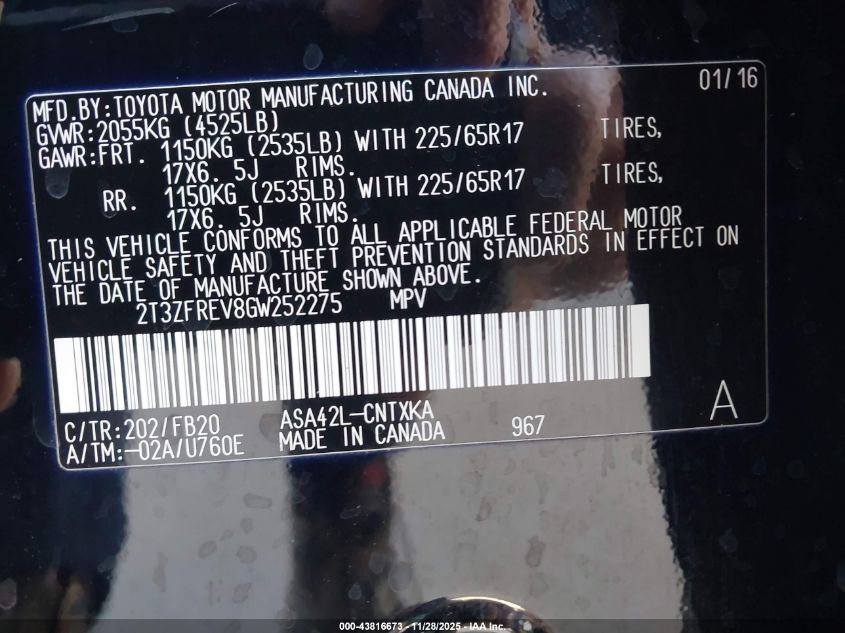 MFD.BY:TOYOTA MOTOR MANUFACTURING CANADA INC. 01/16
GVWR:2055KG (4525LB)
GAWR:FRT. 1150KG (2535LB) WITH 225/65R17 TIRES,
17X6. 5J RIMS.
RR. 1150KG (2535LB) WITH 225/65R17 TIRES,
17X6. 5J RIMS.
THIS VEHICLE CONFORMS TO ALL APPLICABLE FEDERAL MOTOR
VEHICLE SAFETY AND THEFT PREVENTION STANDARDS IN EFFECT ON
THE DATE OF MANUFACTURE SHOWN ABOVE.
2T3ZFREV8GW252275 MPV
C/TR:202/FB20 ASA42L-CNTXKA
A/TM:-02A/U760E MADE IN CANADA 967 A
000-43816673 - 11/28/2025 - IAA Inc.